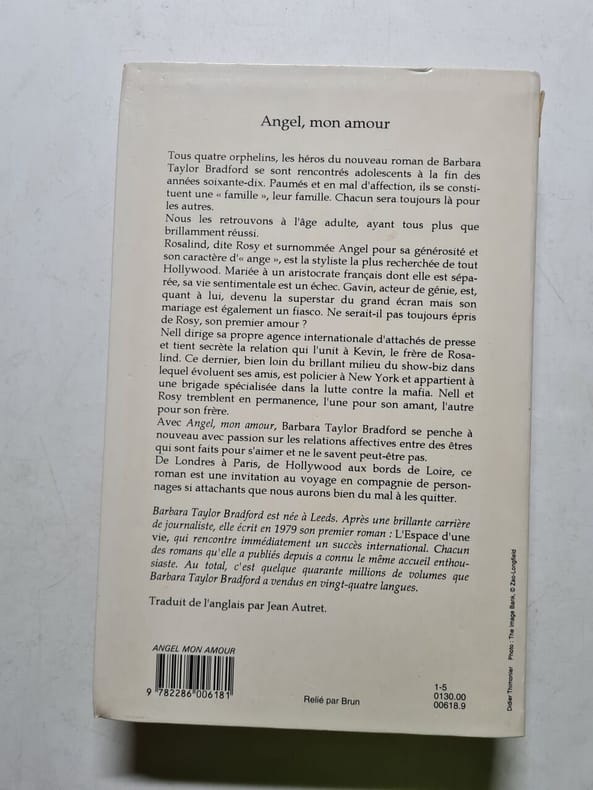 Angel, mon amour
Tous quatre orphelins, les héros du nouveau roman de Barbara
Taylor Bradford se sont rencontrés adolescents à la fin des
années soixante-dix. Paumés et en mal d'affection, ils se consti-
tuent une « famille », leur famille. Chacun sera toujours là pour
les autres.
Nous les retrouvons à l'âge adulte, ayant tous plus que
brillamment réussi.
Rosalind, dite Rosy et surnommée Angel pour sa générosité et
son caractère d'« ange », est la styliste la plus recherchée de tout
Hollywood. Mariée à un aristocrate français dont elle est sépa-
rée, sa vie sentimentale est un échec. Gavin, acteur de génie, est,
quant à lui, devenu la superstar du grand écran mais son
mariage est également un fiasco. Ne serait-il pas toujours épris
de Rosy, son premier amour ?
Nell dirige sa propre agence internationale d'attachés de presse
et tient secrète la relation qui l'unit à Kevin, le frère de Rosa-
lind. Ce dernier, bien loin du brillant milieu du show-biz dans
lequel évoluent ses amis, est policier à New York et appartient à
une brigade spécialisée dans la lutte contre la mafia. Nell et
Rosy tremblent en permanence, l'une pour son amant, l'autre
pour son frère.
Avec Angel, mon amour, Barbara Taylor Bradford se penche à
nouveau avec passion sur les relations affectives entre des êtres
qui sont faits pour s'aimer et ne le savent peut-être pas.
De Londres à Paris, de Hollywood aux bords de Loire, ce
roman est une invitation au voyage en compagnie de person-
nages si attachants que nous aurons bien du mal à les quitter.
Barbara Taylor Bradford est née à Leeds. Après une brillante carrière
de journaliste, elle écrit en 1979 son premier roman : L'Espace d'une
vie, qui rencontre immédiatement un succès international. Chacun
des romans qu'elle a publiés depuis a connu le même accueil enthou-
siaste. Au total, c'est quelque quarante millions de volumes que
Barbara Taylor Bradford a vendus en vingt-quatre langues.
Traduit de l'anglais par Jean Autret.
ANGEL MON AMOUR
9 782286 006181
Relié par Brun
1-5
0130.00
00618.9
Didier Thimonier Photo : The Image Bank, © Zao-Longfield